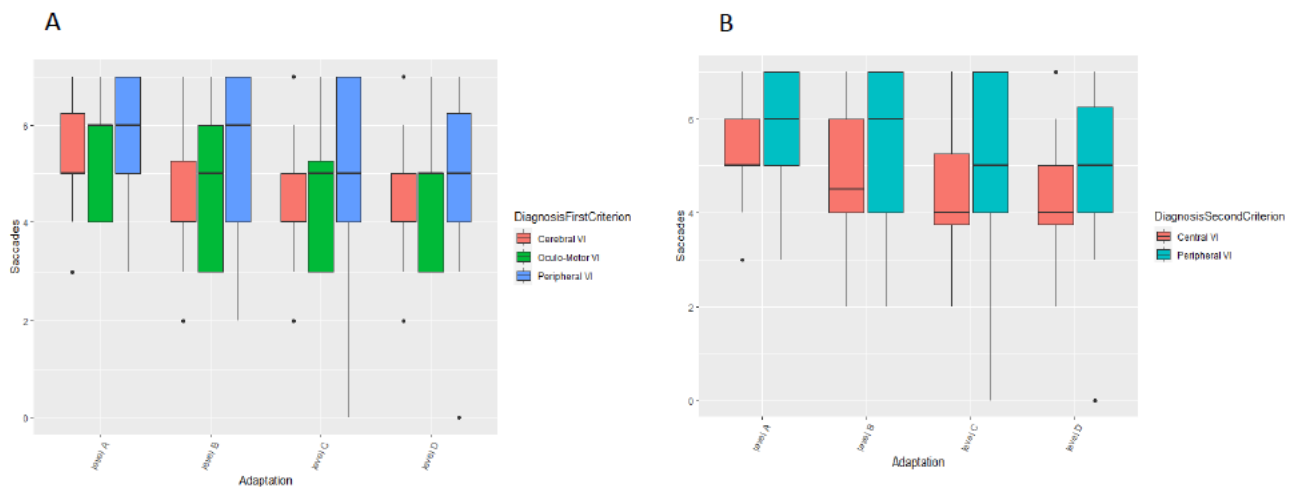 A
Saccades
6
4
2
0
level A
level B
level C
level D
Adaptation
DiagnosisFirstCriterion
Cerebral VI
Oculo-Motor VI
Peripheral VI
B
Saccades
6
4
2
0
level A
level B
level C
level D
Adaptation
DiagnosisSecondCriterion
Central VI
Peripheral VI